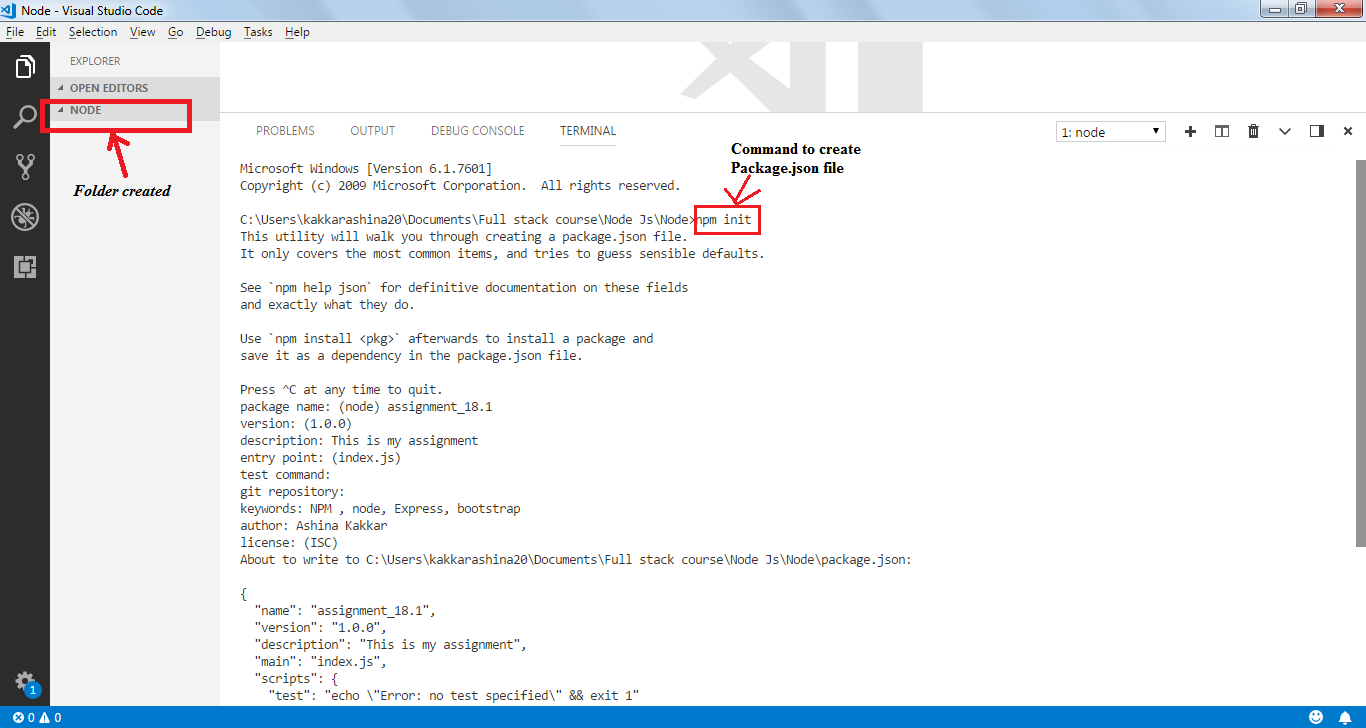 Node - Visual Studio Code
File Edit Selection View Go Debug Tasks Help
EXPLORER
OPEN EDITORS
NODE
Folder created
PROBLEMS OUTPUT DEBUG CONSOLE TERMINAL
1: node
Command to create
Package.json file
Microsoft Windows [Version 6.1.7601]
Copyright (c) 2009 Microsoft Corporation.  All rights reserved.
C:\Users\kakkarashina20\Documents\Full stack course\Node Js\Node>npm init
This utility will walk you through creating a package.json file.
It only covers the most common items, and tries to guess sensible defaults.
See `npm help json` for definitive documentation on these fields
and exactly what they do.
Use `npm install <pkg>` afterwards to install a package and
save it as a dependency in the package.json file.
Press ^C at any time to quit.
package name: (node) assignment_18.1
version: (1.0.0)
description: This is my assignment
entry point: (index.js)
test command:
git repository:
keywords: NPM , node, Express, bootstrap
author: Ashina Kakkar
license: (ISC)
About to write to C:\Users\kakkarashina20\Documents\Full stack course\Node Js\Node\package.json:
{
"name": "assignment_18.1",
"version": "1.0.0",
"description": "This is my assignment",
"main": "index.js",
"scripts": {
"test": "echo \"Error: no test specified\" && exit 1"
1
0 0